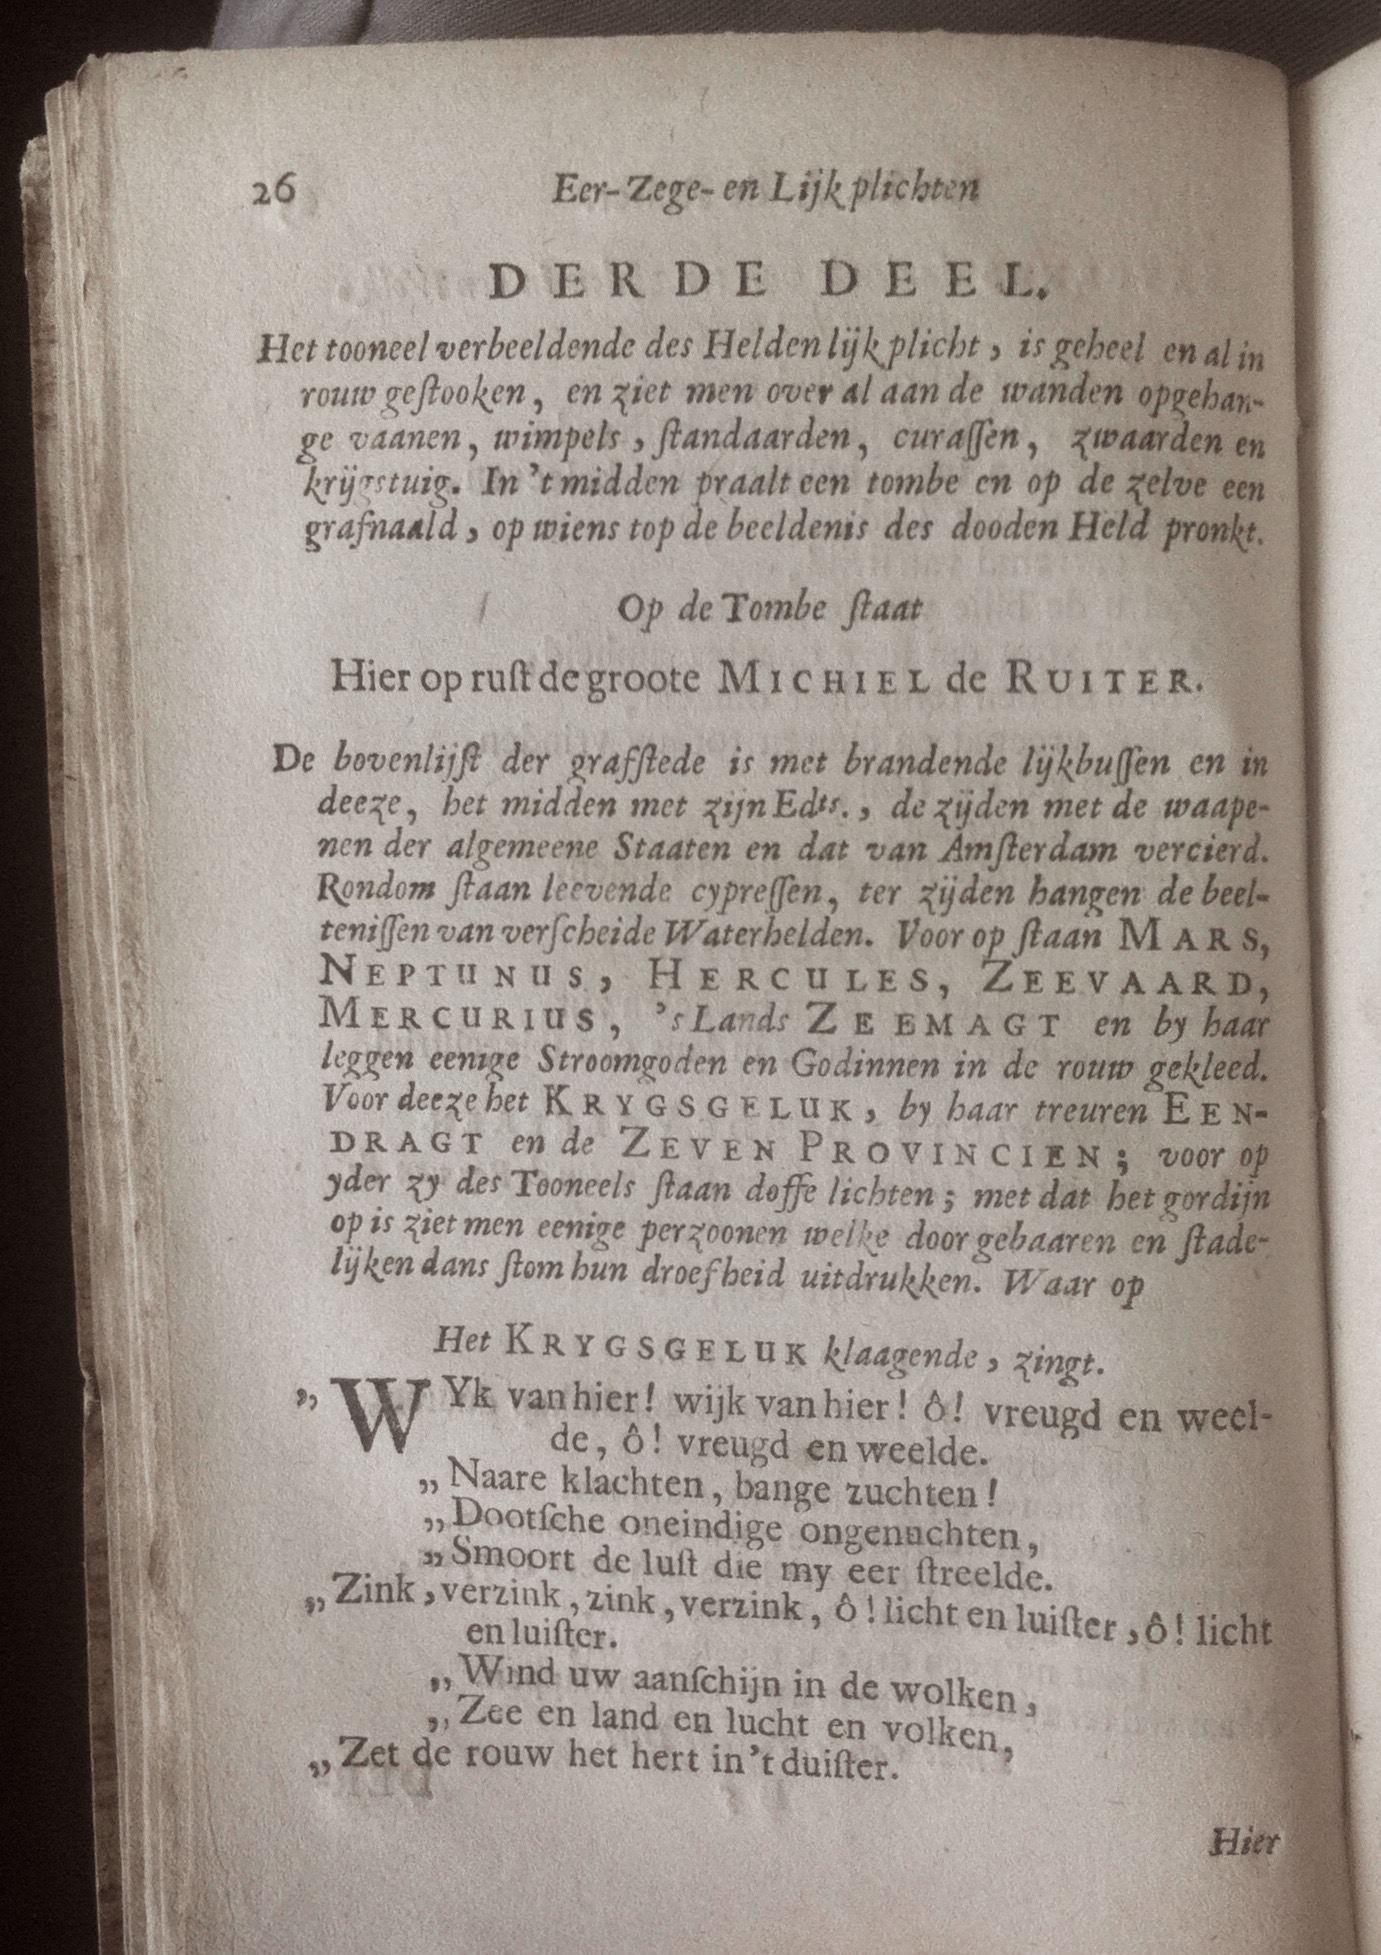 26 Eer-Zege- en Lijkplichten
DERDE DEEL.
Het tooneel verbeeldende des Helden lijkplicht, is geheel en al in
rouw geſtooken, en ziet men over al aan de wanden opgehan-
ge vaanen, wimpels, ſtandaarden, curaſſen, zwaarden en
krijgstuig. In 't midden praalt een tombe en op de zelve een
grafnaald, op wiens top de beeldenis des dooden Held pronkt.
Op de Tombe ſtaat
Hier op ruſt de groote MICHIEL de RUITER.
De bovenlijſt der grafſtede is met brandende lijkbuſſen en in
deeze, het midden met zijn Edts., de zijden met de waape-
nen der algemeene Staaten en dat van Amſterdam vercierd.
Rondom ſtaan leevende cypreſſen, ter zijden hangen de beel-
teniſſen van verſcheide Waterhelden. Voor op ſtaan MARS,
NEPTUNUS, HERCULES, ZEEVAARD,
MERCURIUS, 's Lands ZEEMAGT en by haar
leggen eenige Stroomgoden en Godinnen in de rouw gekleed.
Voor deeze het KRYGSGELUK, by haar treuren EEN-
DRAGT en de ZEVEN PROVINCIEN; voor op
yder zy des Tooneels ſtaan doffe lichten; met dat het gordijn
op is ziet men eenige perzoonen welke door gebaaren en ſtade-
lijken dans ſtom hun droefheid uitdrukken. Waar op
Het KRYGSGELUK klaagende, zingt.
„WYk van hier! wijk van hier! ô! vreugd en weel-
de, ô! vreugd en weelde.
„Naare klachten, bange zuchten!
„Dootſche oneindige ongenuchten,
„Smoort de luſt die my eer ſtreelde.
„Zink, verzink, zink, verzink, ô! licht en luiſter, ô! licht
en luiſter.
„Wind uw aanſchijn in de wolken,
„Zee en land en lucht en volken,
„Zet de rouw het hert in 't duiſter.
Hier